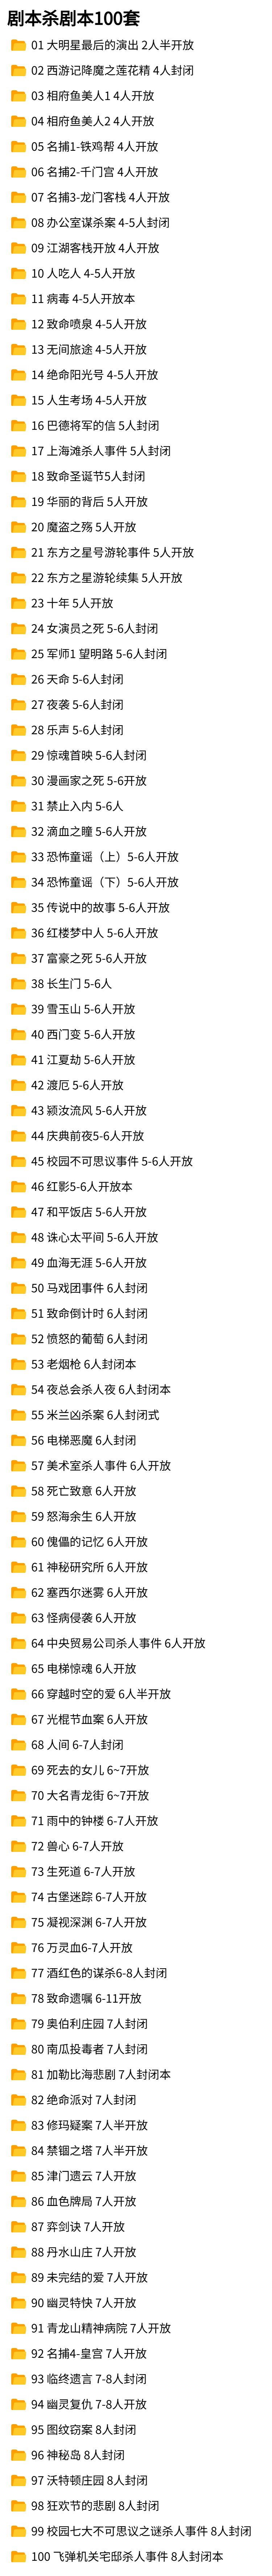 剧本杀剧本100套
01 大明星最后的演出 2人半开放
02 西游记降魔之莲花精 4人封闭
03 相府鱼美人1 4人开放
04 相府鱼美人2 4人开放
05 名捕1-铁鸡帮 4人开放
06 名捕2-千门宫 4人开放
07 名捕3-龙门客栈 4人开放
08 办公室谋杀案 4-5人封闭
09 江湖客栈开放 4人开放
10 人吃人 4-5人开放
11 病毒 4-5人开放本
12 致命喷泉 4-5人开放
13 无间旅途 4-5人开放
14 绝命阳光号 4-5人开放
15 人生考场 4-5人开放
16 巴德将军的信 5人封闭
17 上海滩杀人事件 5人封闭
18 致命圣诞节5人封闭
19 华丽的背后 5人开放
20 魔盗之殇 5人开放
21 东方之星号游轮事件 5人开放
22 东方之星游轮续集 5人开放
23 十年 5人开放
24 女演员之死 5-6人封闭
25 军师1 望明路 5-6人封闭
26 天命 5-6人封闭
27 夜袭 5-6人封闭
28 乐声 5-6人封闭
29 惊魂首映 5-6人封闭
30 漫画家之死 5-6开放
31 禁止入内 5-6人
32 滴血之瞳 5-6人开放
33 恐怖童谣（上）5-6人开放
34 恐怖童谣（下）5-6人开放
35 传说中的故事 5-6人开放
36 红楼梦中人 5-6人开放
37 富豪之死 5-6人开放
38 长生门 5-6人
39 雪玉山 5-6人开放
40 西门变 5-6人开放
41 江夏劫 5-6人开放
42 渡厄 5-6人开放
43 颍汝流风 5-6人开放
44 庆典前夜5-6人开放
45 校园不可思议事件 5-6人开放
46 红影5-6人开放本
47 和平饭店 5-6人开放
48 诛心太平间 5-6人开放
49 血海无涯 5-6人开放
50 马戏团事件 6人封闭
51 致命倒计时 6人封闭
52 愤怒的葡萄 6人封闭
53 老烟枪 6人封闭本
54 夜总会杀人夜 6人封闭本
55 米兰凶杀案 6人封闭式
56 电梯恶魔 6人封闭
57 美术室杀人事件 6人开放
58 死亡致意 6人开放
59 怒海余生 6人开放
60 傀儡的记忆 6人开放
61 神秘研究所 6人开放
62 塞西尔迷雾 6人开放
63 怪病侵袭 6人开放
64 中央贸易公司杀人事件 6人开放
65 电梯惊魂 6人开放
66 穿越时空的爱 6人半开放
67 光棍节血案 6人开放
68 人间 6-7人封闭
69 死去的女儿 6~7开放
70 大名青龙街 6~7开放
71 雨中的钟楼 6-7人开放
72 兽心 6-7人开放
73 生死道 6-7人开放
74 古堡迷踪 6-7人开放
75 凝视深渊 6-7人开放
76 万灵血6-7人开放
77 酒红色的谋杀6-8人封闭
78 致命遗嘱 6-11开放
79 奥伯利庄园 7人封闭
80 南瓜投毒者 7人封闭
81 加勒比海悲剧 7人封闭本
82 绝命派对 7人封闭
83 修玛疑案 7人半开放
84 禁锢之塔 7人半开放
85 津门遗云 7人开放
86 血色牌局 7人开放
87 弈剑诀 7人开放
88 丹水山庄 7人开放
89 未完结的爱 7人开放
90 幽灵特快 7人开放
91 青龙山精神病院 7人开放
92 名捕4-皇宫 7人开放
93 临终遗言 7-8人封闭
94 幽灵复仇 7-8人开放
95 图纹窃案 8人封闭
96 神秘岛 8人封闭
97 沃特顿庄园 8人封闭
98 狂欢节的悲剧 8人封闭
99 校园七大不可思议之谜杀人事件 8人封闭
100 飞弹机关宅邸杀人事件 8人封闭本